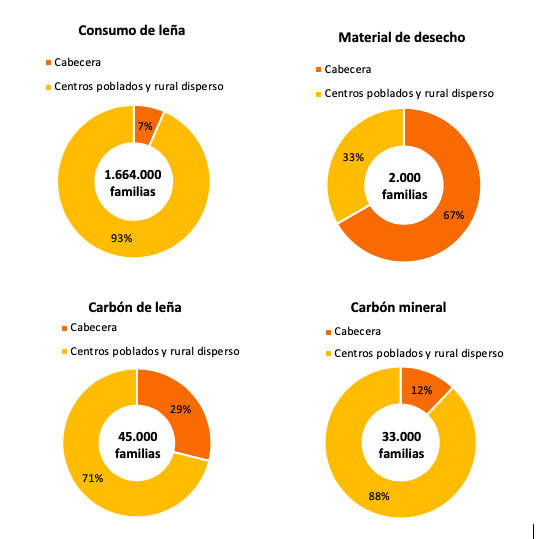 Consumo de leña
Cabecera
Centros poblados y rural disperso
7%
1.664.000
familias
93%
Material de desecho
Cabecera
Centros poblados y rural disperso
33%
2.000
familias
67%
Carbón de leña
Cabecera
Centros poblados y rural disperso
29%
45.000
familias
71%
Carbón mineral
Cabecera
Centros poblados y rural disperso
12%
33.000
familias
88%